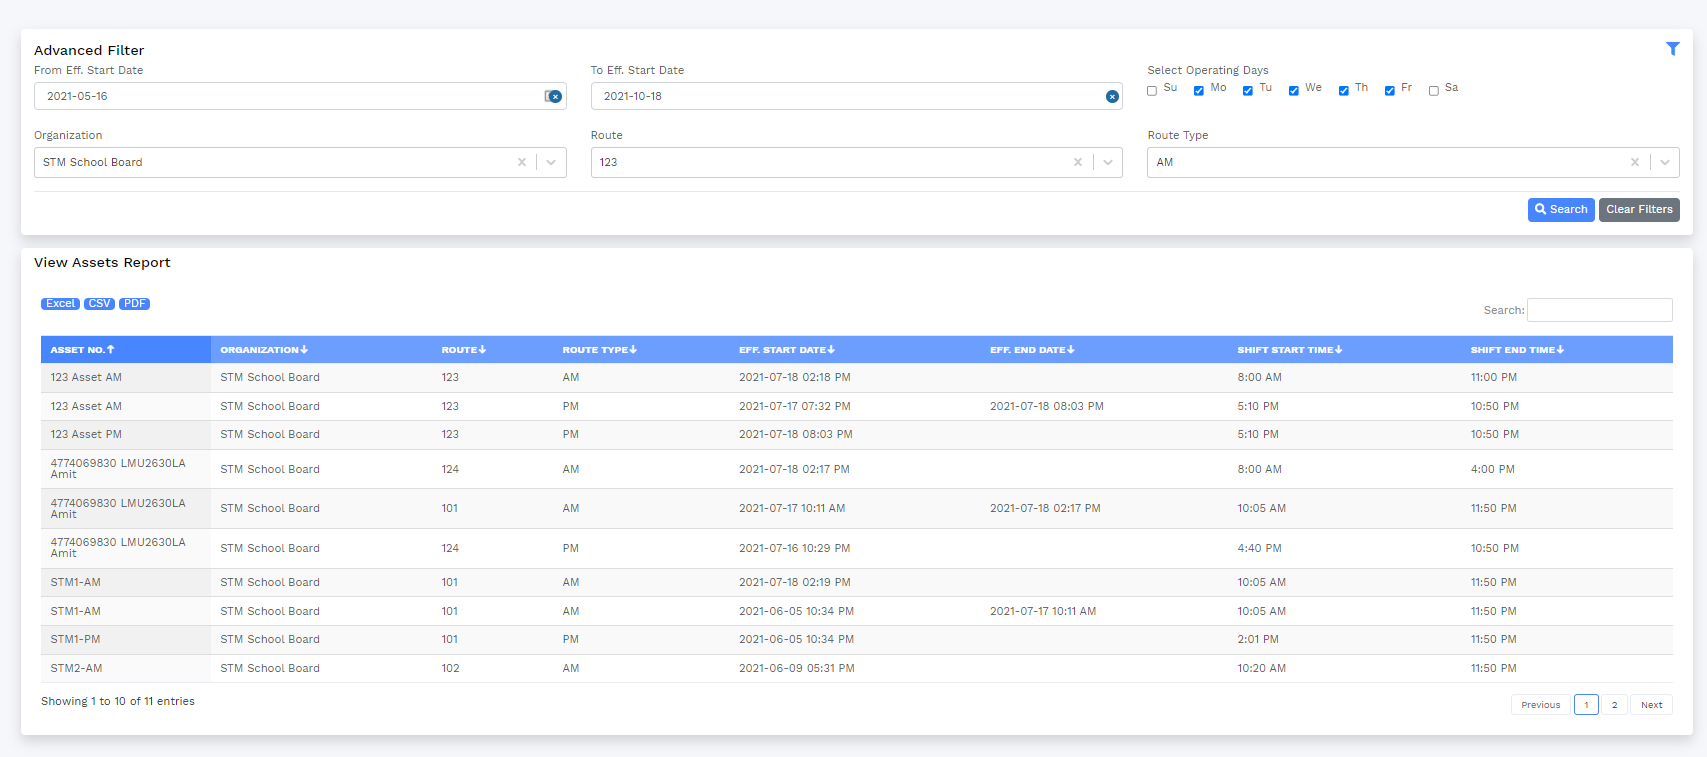 Advanced Filter
From Eff. Start Date To Eff. Start Date Select Operating Days
2021-05-16 2021-10-18 Su Mo Tu We Th Fr Sa
Organization Route Route Type
STM School Board 123 AM
Search Clear Filters
View Assets Report
Excel CSV PDF
Search:
ASSET NO. ORGANIZATION ROUTE ROUTE TYPE EFF. START DATE EFF. END DATE SHIFT START TIME SHIFT END TIME
123 Asset AM STM School Board 123 AM 2021-07-18 02:18 PM 8:00 AM 11:00 PM
123 Asset AM STM School Board 123 PM 2021-07-17 07:32 PM 2021-07-18 08:03 PM 5:10 PM 10:50 PM
123 Asset PM STM School Board 123 PM 2021-07-18 08:03 PM 5:10 PM 10:50 PM
4774069830 LMU2630LA
Amit STM School Board 124 AM 2021-07-18 02:17 PM 8:00 AM 4:00 PM
4774069830 LMU2630LA
Amit STM School Board 101 AM 2021-07-17 10:11 AM 2021-07-18 02:17 PM 10:05 AM 11:50 PM
4774069830 LMU2630LA
Amit STM School Board 124 PM 2021-07-16 10:29 PM 4:40 PM 10:50 PM
STM1-AM STM School Board 101 AM 2021-07-18 02:19 PM 10:05 AM 11:50 PM
STM1-AM STM School Board 101 AM 2021-06-05 10:34 PM 2021-07-17 10:11 AM 10:05 AM 11:50 PM
STM1-PM STM School Board 101 PM 2021-06-05 10:34 PM 2:01 PM 11:50 PM
STM2-AM STM School Board 102 AM 2021-06-09 05:31 PM 10:20 AM 11:50 PM
Showing 1 to 10 of 11 entries
Previous 1 2 Next